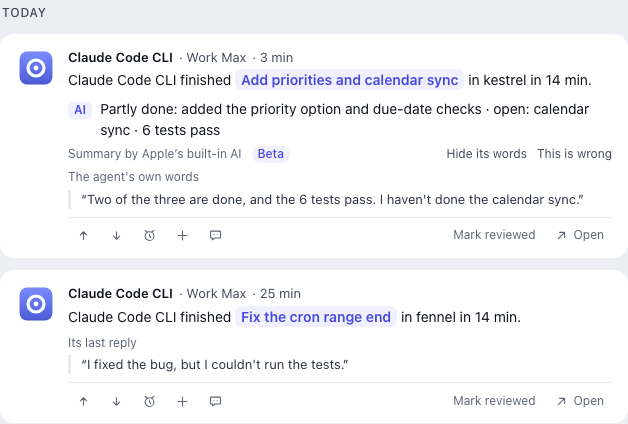 TODAY
Claude Code CLI · Work Max · 3 min
Claude Code CLI finished Add priorities and calendar sync in kestrel in 14 min.
AI Partly done: added the priority option and due-date checks · open: calendar
sync · 6 tests pass
Summary by Apple’s built-in AI Beta Hide its words This is wrong
The agent's own words
“Two of the three are done, and the 6 tests pass. I haven't done the calendar sync.”
Mark reviewed Open
Claude Code CLI · Work Max · 25 min
Claude Code CLI finished Fix the cron range end in fennel in 14 min.
Its last reply
“I fixed the bug, but I couldn't run the tests.”
Mark reviewed Open